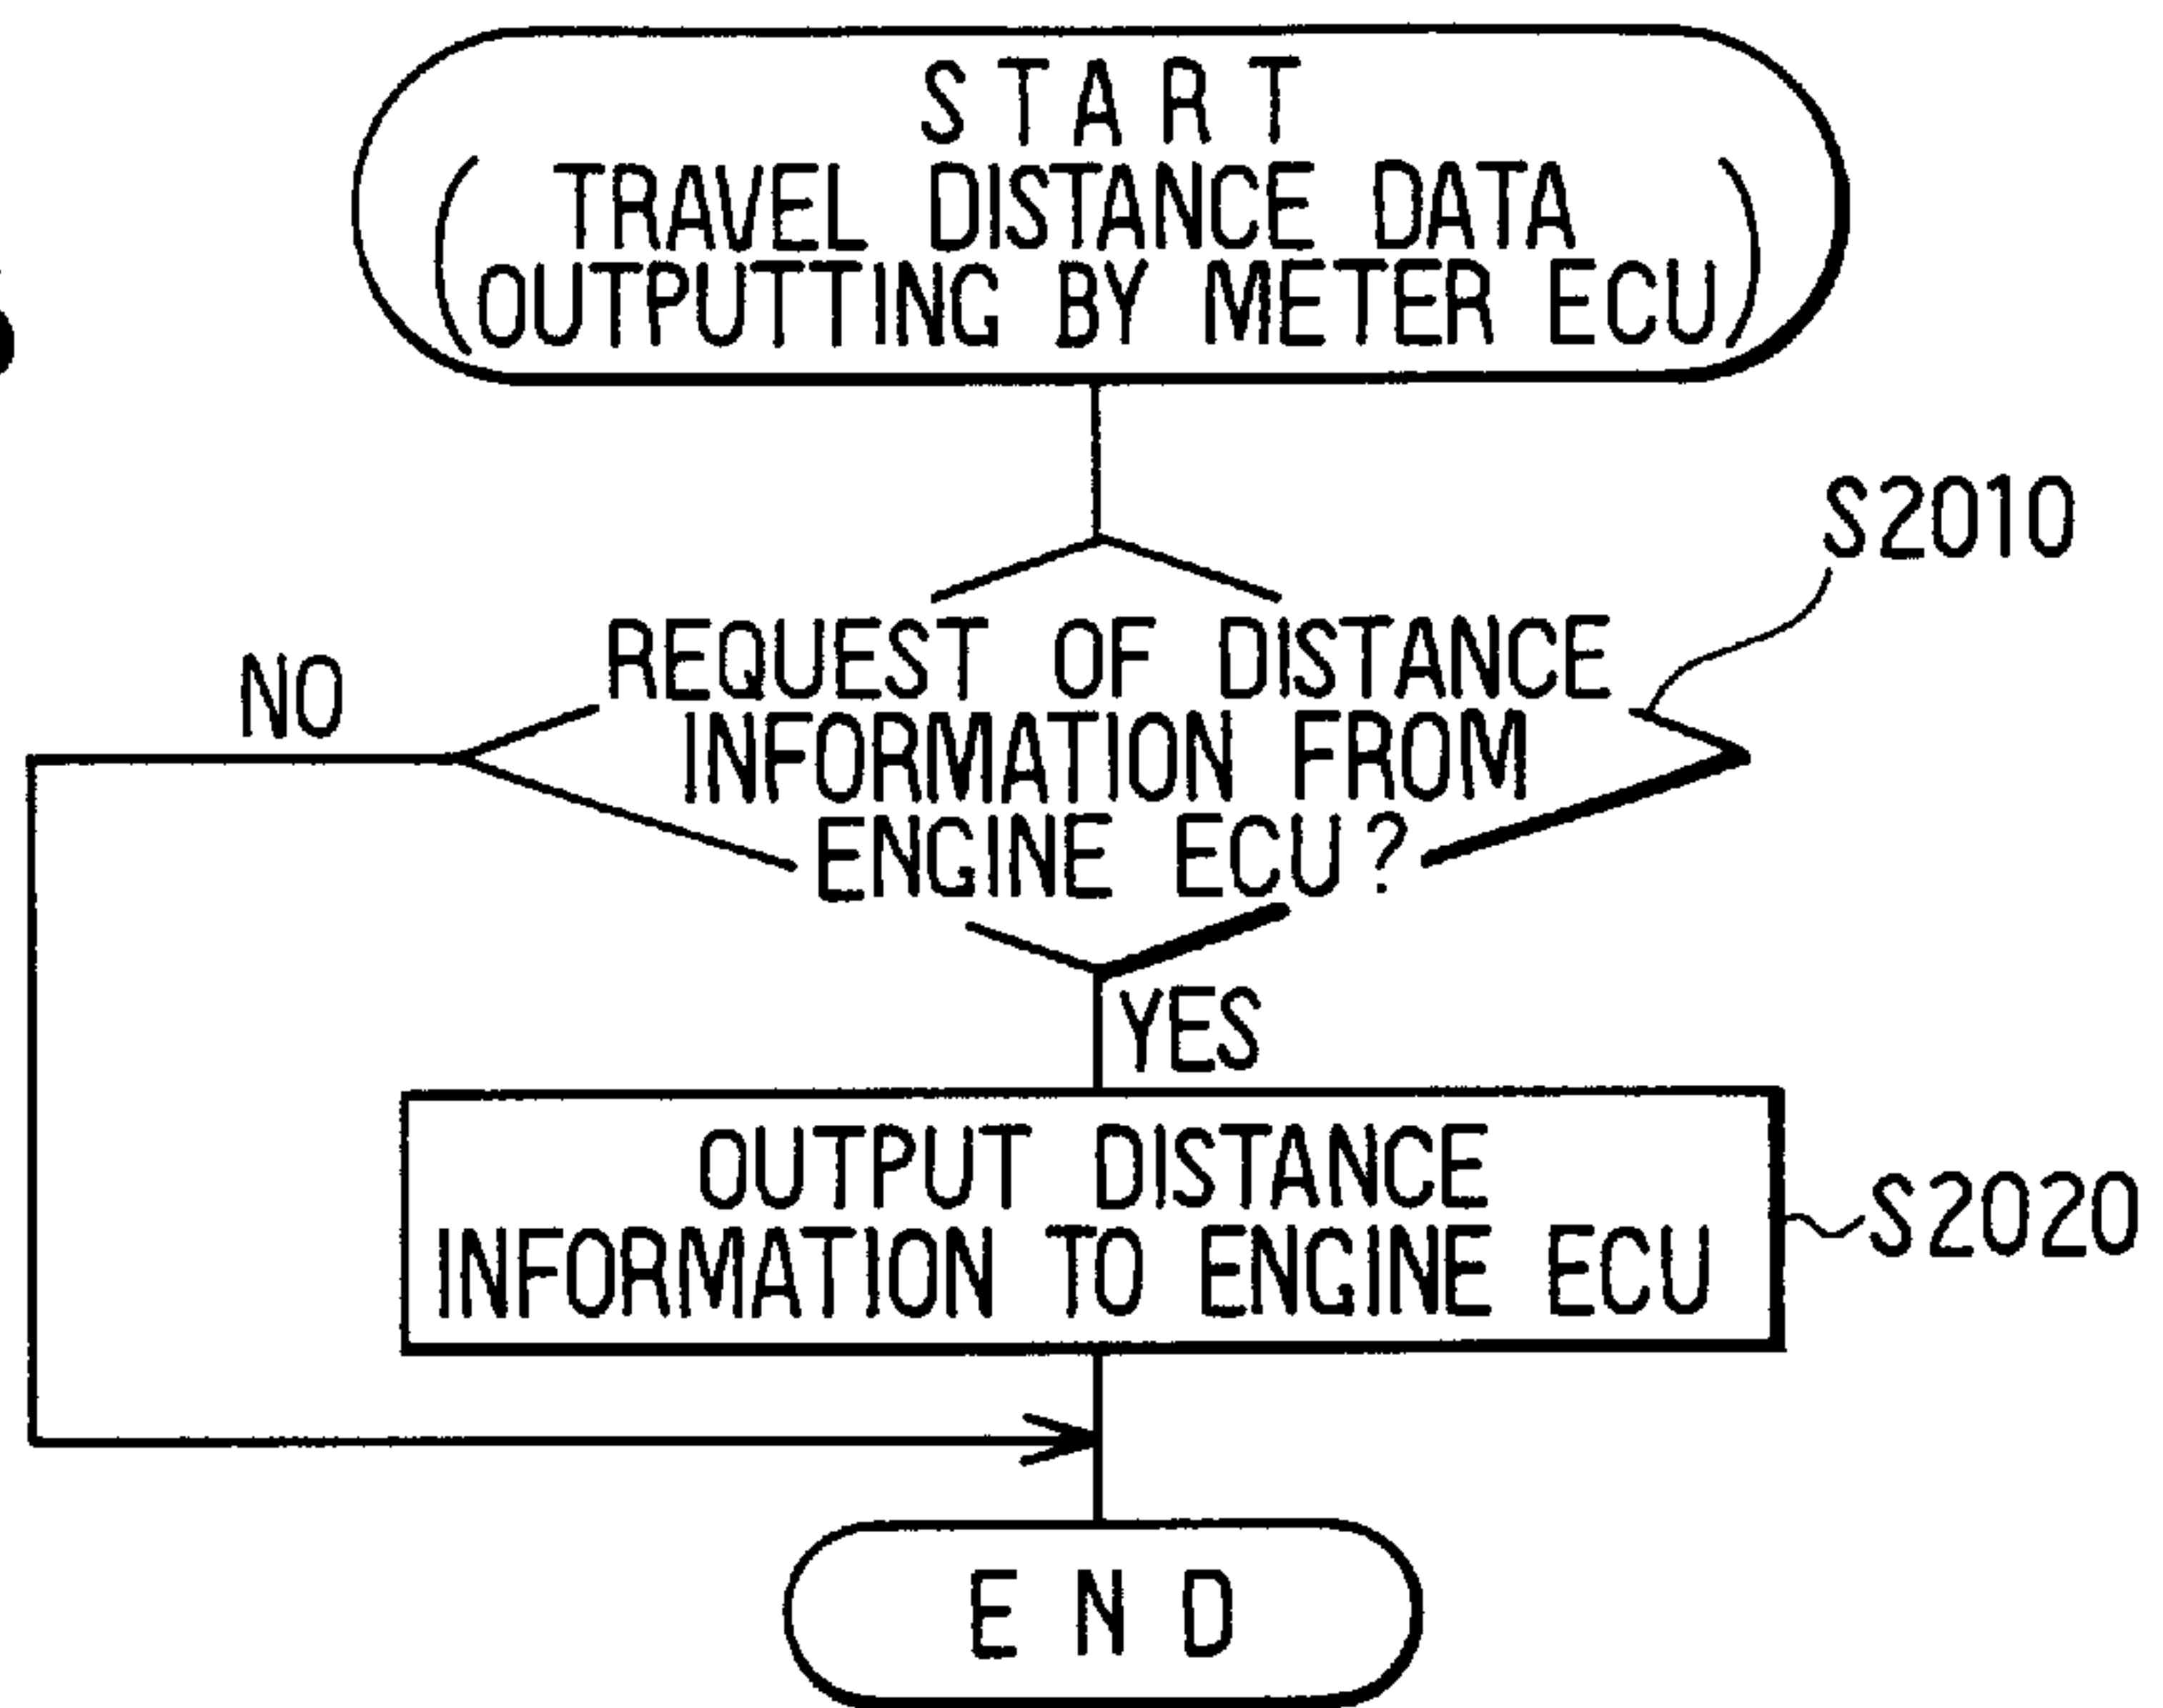 START
( TRAVEL DISTANCE DATA
OUTPUTTING BY METER ECU )
S2010
REQUEST OF DISTANCE
INFORMATION FROM
ENGINE ECU?
NO
YES
OUTPUT DISTANCE
INFORMATION TO ENGINE ECU
S2020
END